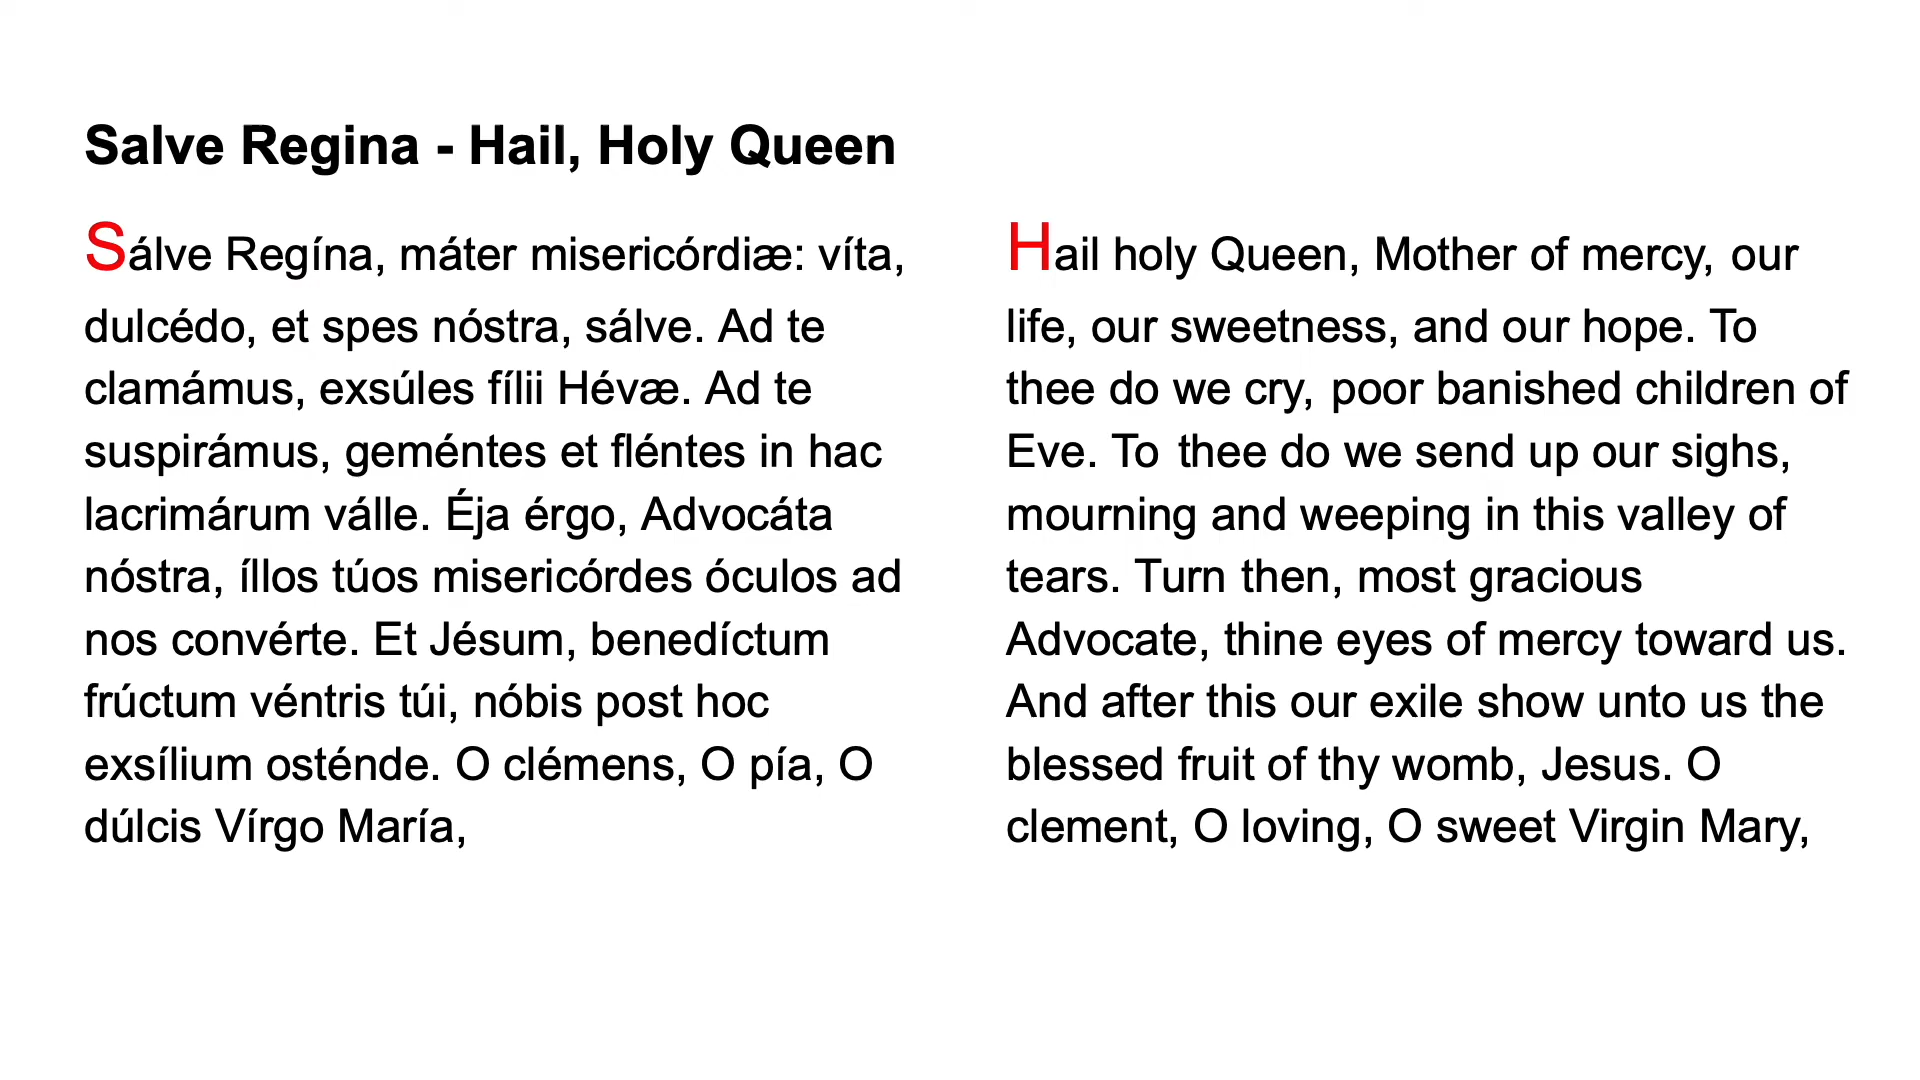 Salve Regina - Hail, Holy Queen
Sálve Regína, máter misericórdiæ: víta,
dulcédo, et spes nóstra, sálve. Ad te
clamámus, exsúles fílii Hévæ. Ad te
suspirámus, geméntes et fléntes in hac
lacrimárum válle. Éja érgo, Advocáta
nóstra, íllos túos misericórdes óculos ad
nos convérte. Et Jésum, benedíctum
frúctum véntris túi, nóbis post hoc
exsílium osténde. O clémens, O pía, O
dúlcis Vírgo María,
Hail holy Queen, Mother of mercy, our
life, our sweetness, and our hope. To
thee do we cry, poor banished children of
Eve. To thee do we send up our sighs,
mourning and weeping in this valley of
tears. Turn then, most gracious
Advocate, thine eyes of mercy toward us.
And after this our exile show unto us the
blessed fruit of thy womb, Jesus. O
clement, O loving, O sweet Virgin Mary,